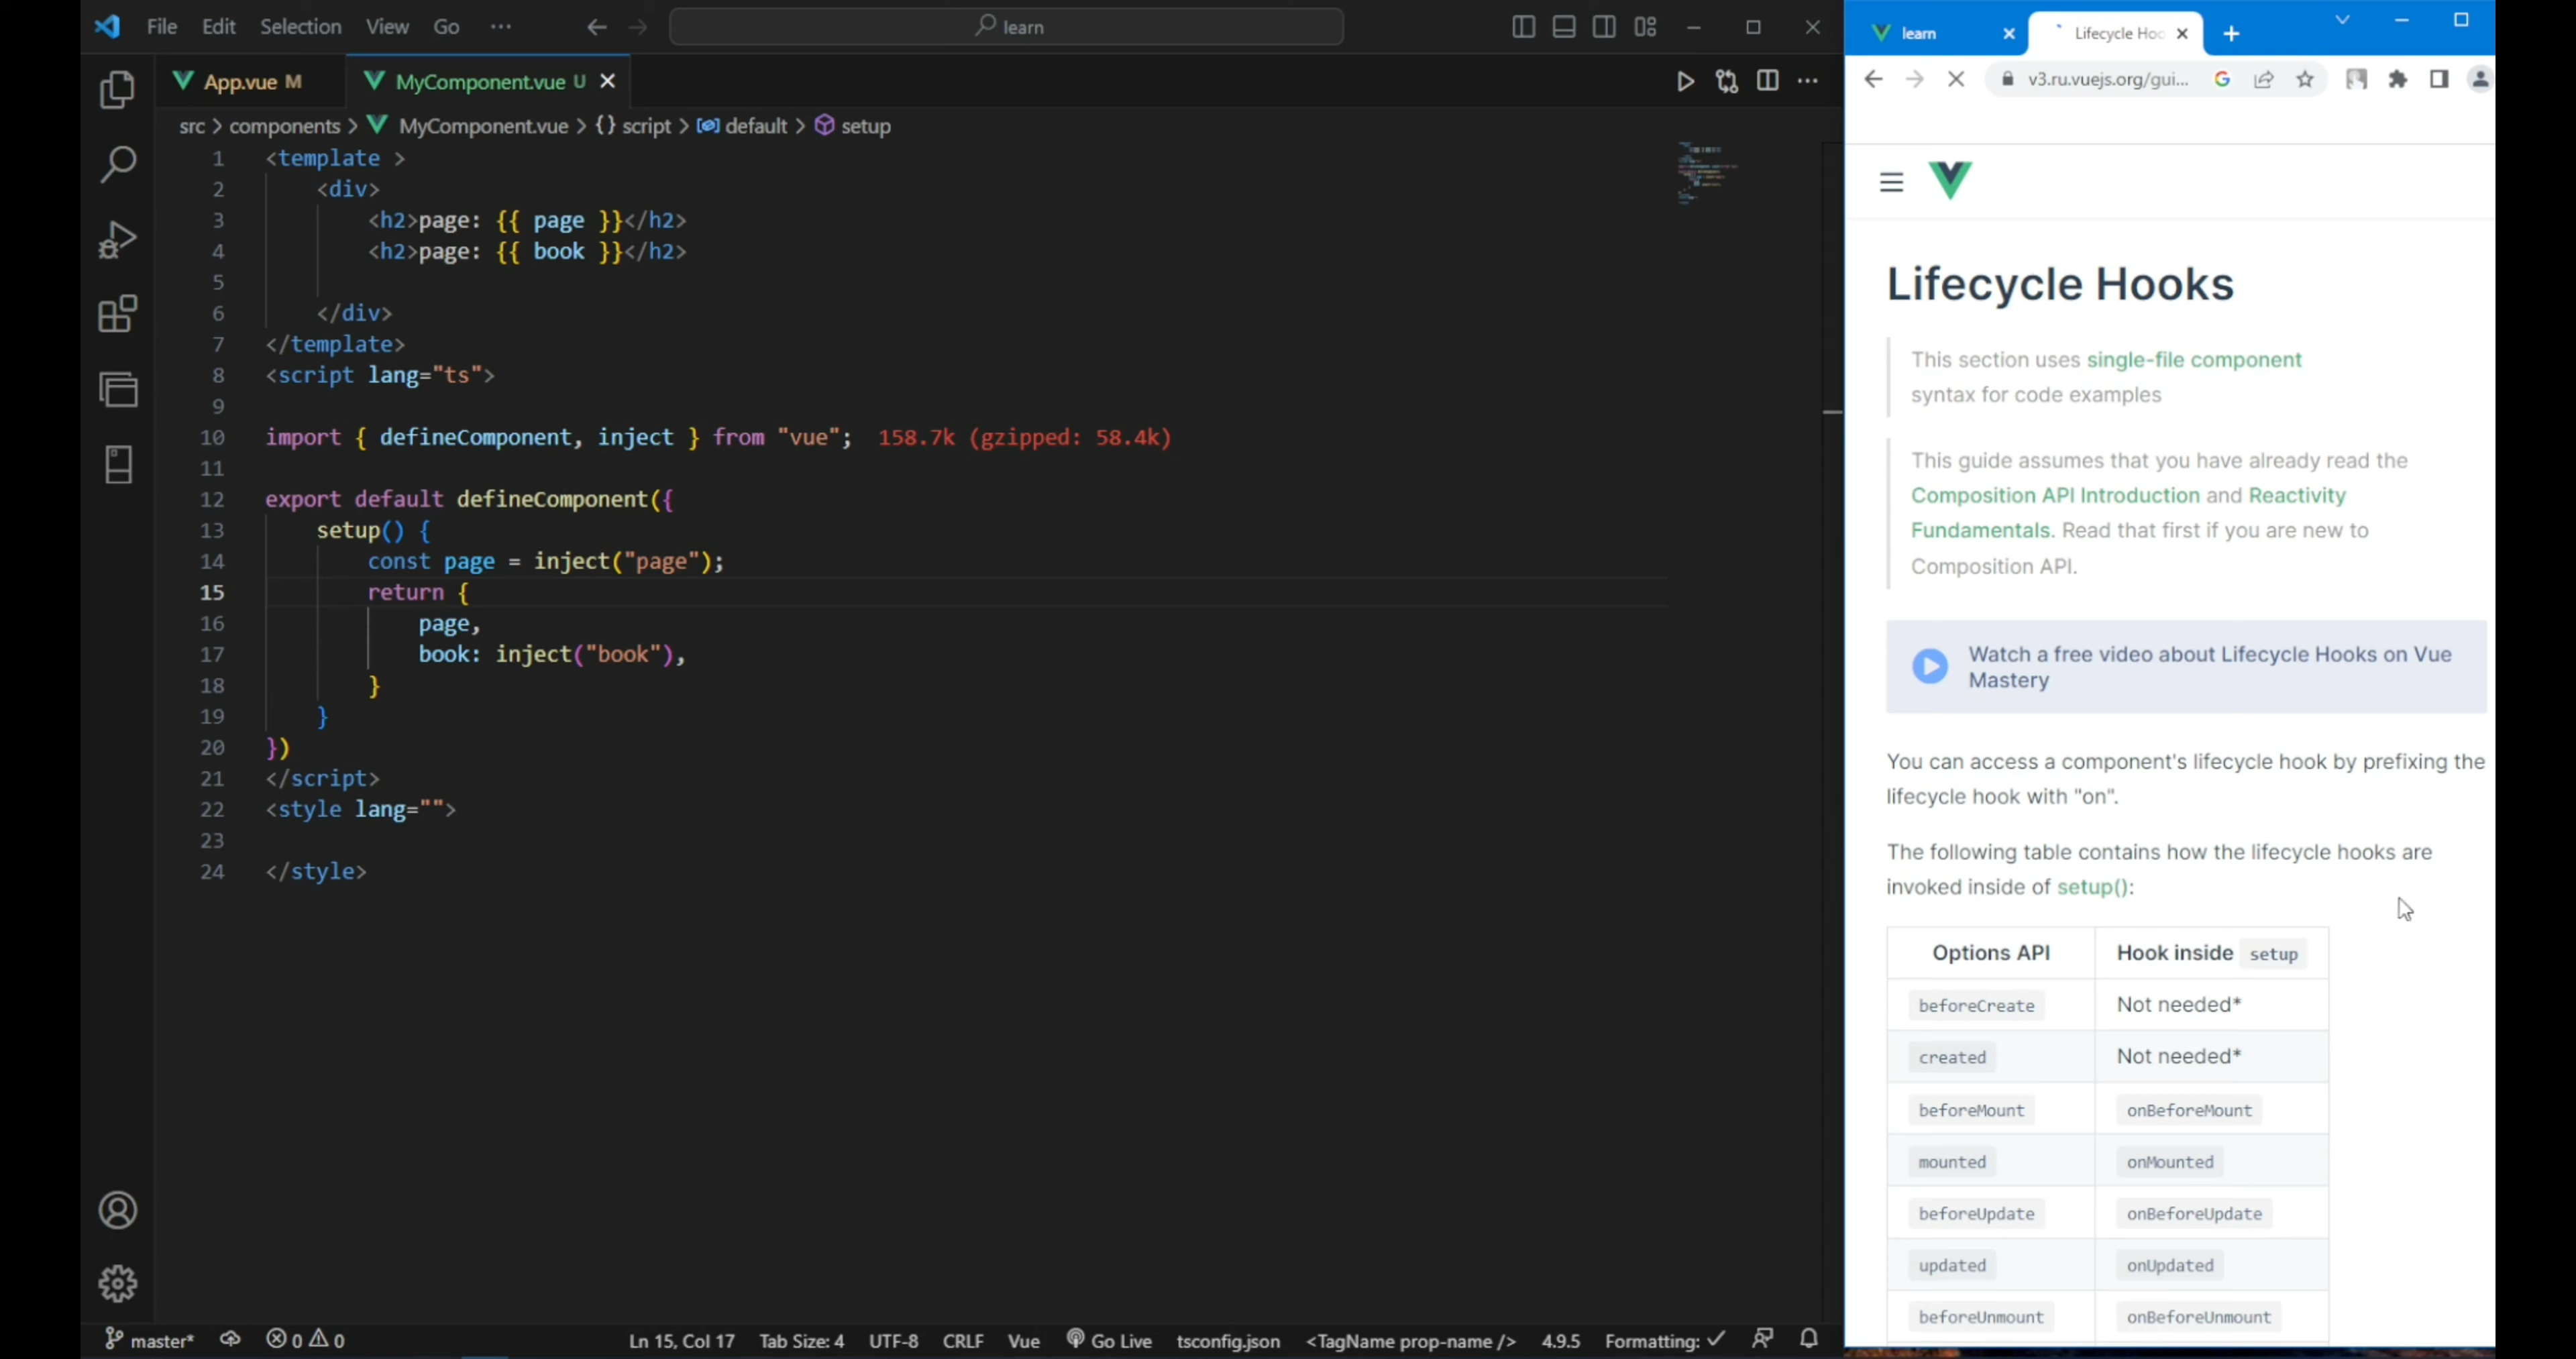 File Edit Selection View Go ··· learn
App.vue M MyComponent.vue U
src > components > MyComponent.vue > {} script > default > setup
1 <template >
2 <div>
3 <h2>page: {{ page }}</h2>
4 <h2>page: {{ book }}</h2>
5
6 </div>
7 </template>
8 <script lang="ts">
9
10 import { defineComponent, inject } from "vue"; 158.7k (gzipped: 58.4k)
11
12 export default defineComponent({
13 setup() {
14 const page = inject("page");
15 return {
16 page,
17 book: inject("book"),
18 }
19 }
20 })
21 </script>
22 <style lang="">
23
24 </style>
master* 0 0 Ln 15, Col 17 Tab Size: 4 UTF-8 CRLF Vue Go Live tsconfig.json <TagName prop-name /> 4.9.5 Formatting: ✓
learn Lifecycle Hoo
v3.ru.vuejs.org/gui...
Lifecycle Hooks
This section uses single-file component
syntax for code examples
This guide assumes that you have already read the
Composition API Introduction and Reactivity
Fundamentals. Read that first if you are new to
Composition API.
Watch a free video about Lifecycle Hooks on Vue
Mastery
You can access a component's lifecycle hook by prefixing the
lifecycle hook with "on".
The following table contains how the lifecycle hooks are
invoked inside of setup():
Options API Hook inside setup
beforeCreate Not needed*
created Not needed*
beforeMount onBeforeMount
mounted onMounted
beforeUpdate onBeforeUpdate
updated onUpdated
beforeUnmount onBeforeUnmount